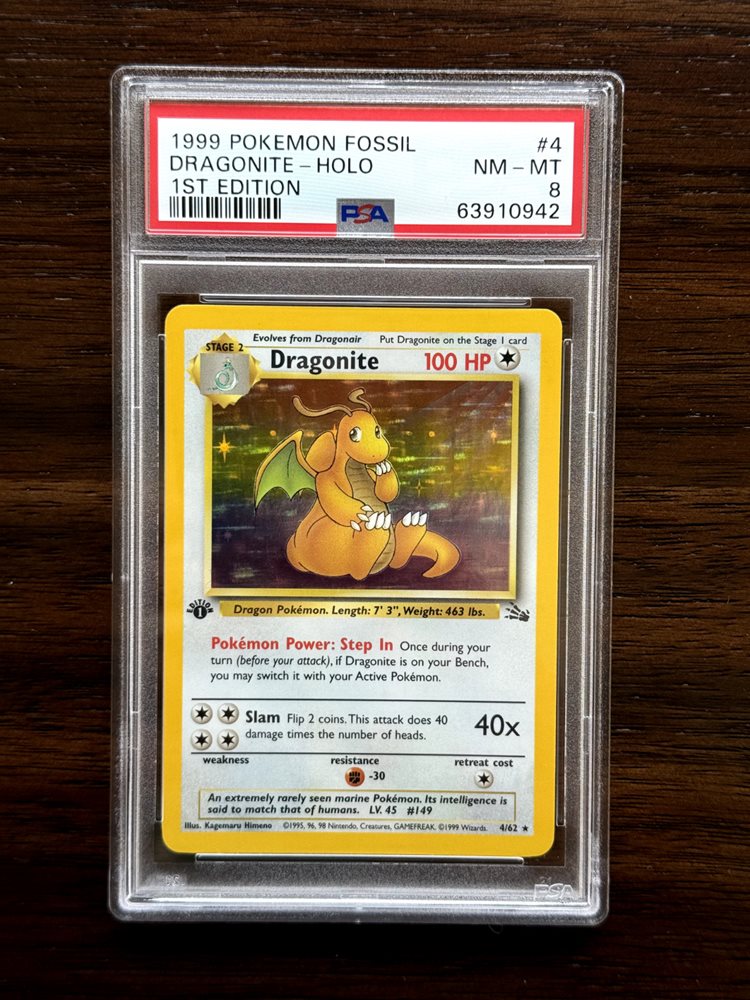 1999 POKEMON FOSSIL #4
DRAGONITE – HOLO NM – MT
1ST EDITION 8
PSA 63910942
Evolves from Dragonair Put Dragonite on the Stage 1 card
STAGE 2
Dragonite 100 HP
EDITION 1
Dragon Pokémon. Length: 7' 3", Weight: 463 lbs.
Pokémon Power: Step In Once during your
turn (before your attack), if Dragonite is on your Bench,
you may switch it with your Active Pokémon.
Slam Flip 2 coins. This attack does 40
damage times the number of heads.
40x
weakness resistance retreat cost
-30
An extremely rarely seen marine Pokémon. Its intelligence is
said to match that of humans. LV. 45 #149
Illus. Kagemaru Himeno ©1995, 96, 98 Nintendo, Creatures, GAMEFREAK. ©1999 Wizards. 4/62 ★
PSA